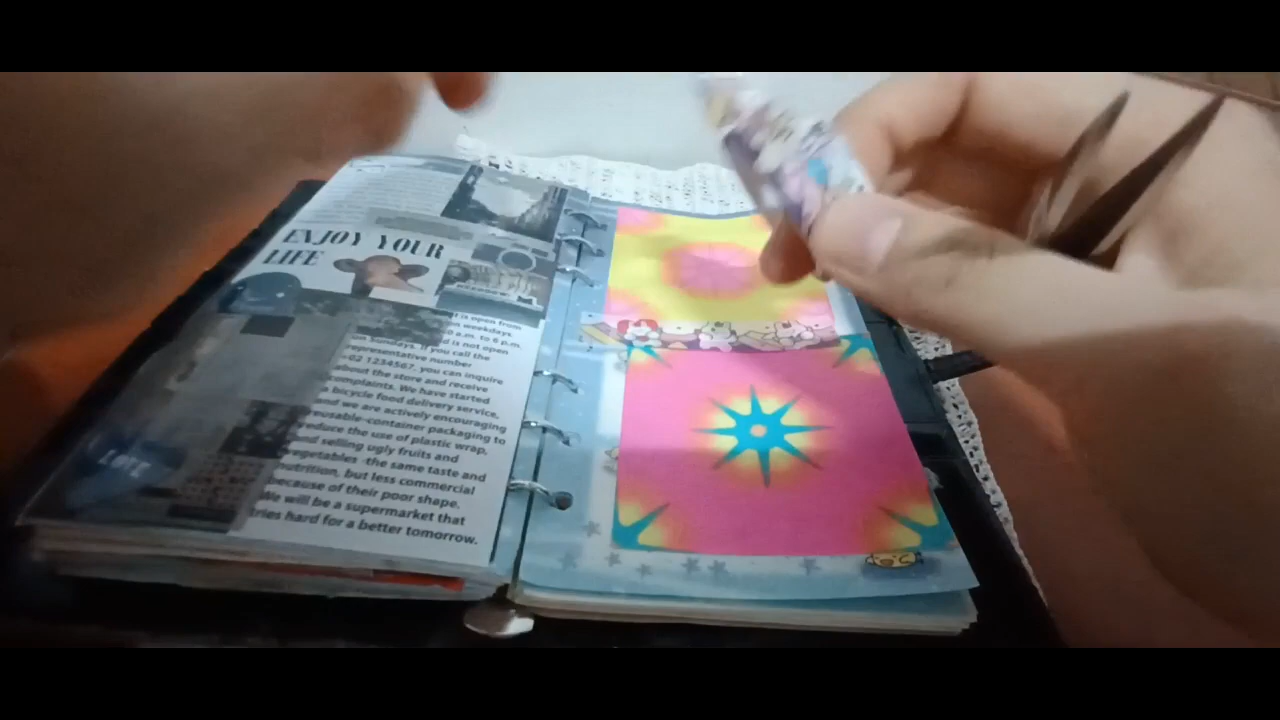 ENJOY YOUR
LIFE
t is open from
on weekdays.
0 a.m. to 6 p.m.
d is not open
on Sundays. If you call the
representative number
+02 1234567, you can inquire
about the store and receive
complaints. We have started
a bicycle food delivery service,
and we are actively encouraging
reusable-container packaging to
reduce the use of plastic wrap,
and selling ugly fruits and
vegetables -the same taste and
nutrition, but less commercial
because of their poor shape.
We will be a supermarket that
tries hard for a better tomorrow.